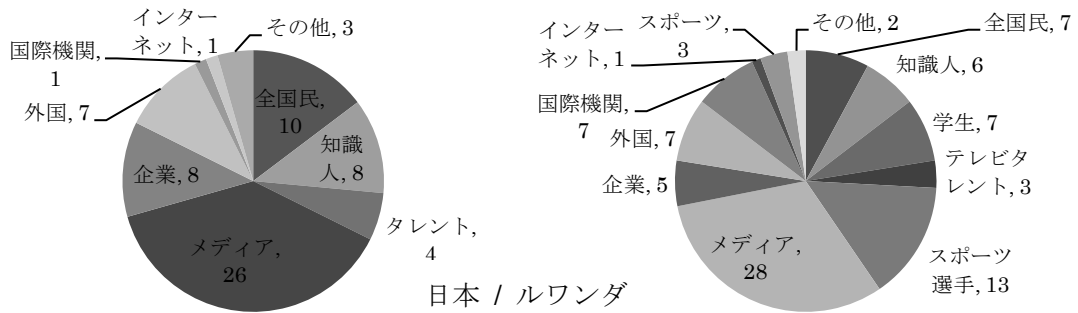 インター
ネット, 1
その他, 3
国際機関,
1
外国, 7
企業, 8
メディア,
26
全国民,
10
知識
人, 8
タレント,
4
インター
ネット, 1
スポーツ,
3
その他, 2
全国民, 7
知識人, 6
国際機関,
7
学生, 7
外国, 7
テレビタ
レント, 3
企業, 5
メディア,
28
スポーツ
選手, 13
日本 / ルワンダ